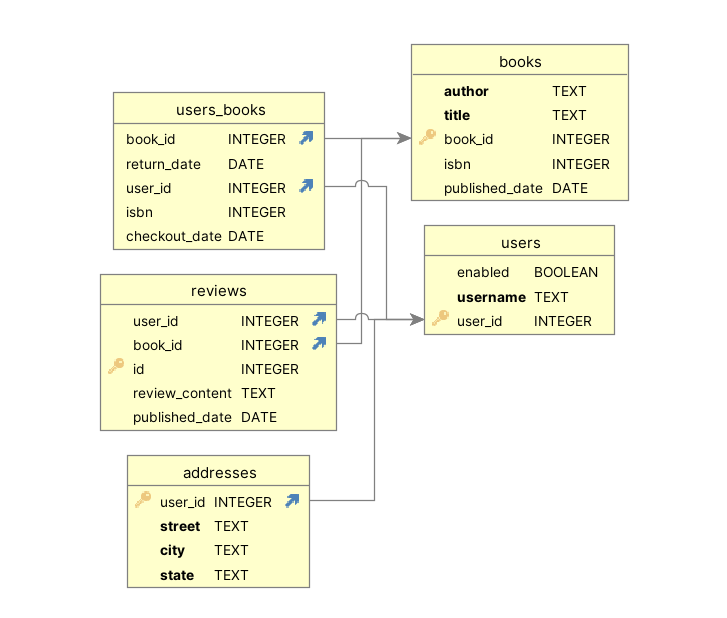 books
author TEXT
title TEXT
book_id INTEGER
isbn INTEGER
published_date DATE
users_books
book_id INTEGER
return_date DATE
user_id INTEGER
isbn INTEGER
checkout_date DATE
users
enabled BOOLEAN
username TEXT
user_id INTEGER
reviews
user_id INTEGER
book_id INTEGER
id INTEGER
review_content TEXT
published_date DATE
addresses
user_id INTEGER
street TEXT
city TEXT
state TEXT